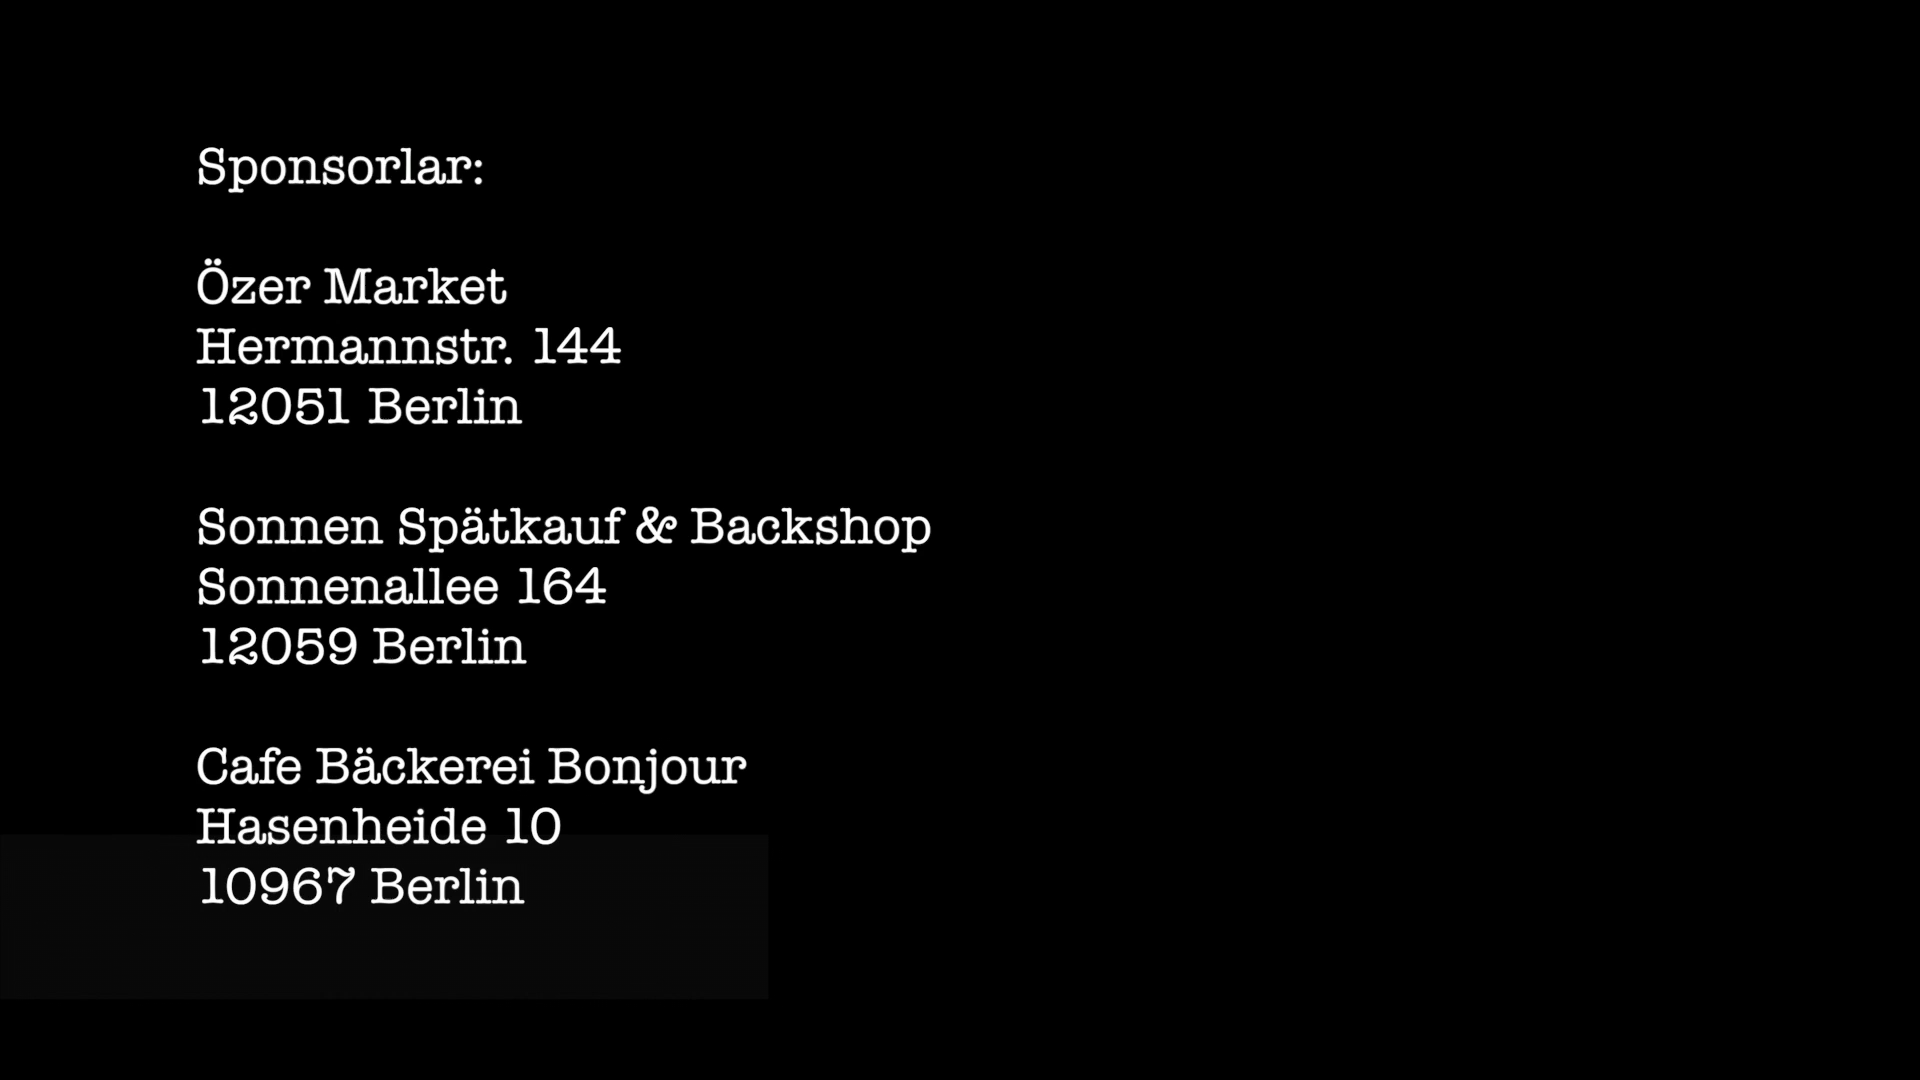 Sponsorlar:
Özer Market
Hermannstr. 144
12051 Berlin
Sonnen Spätkauf & Backshop
Sonnenallee 164
12059 Berlin
Cafe Bäckerei Bonjour
Hasenheide 10
10967 Berlin